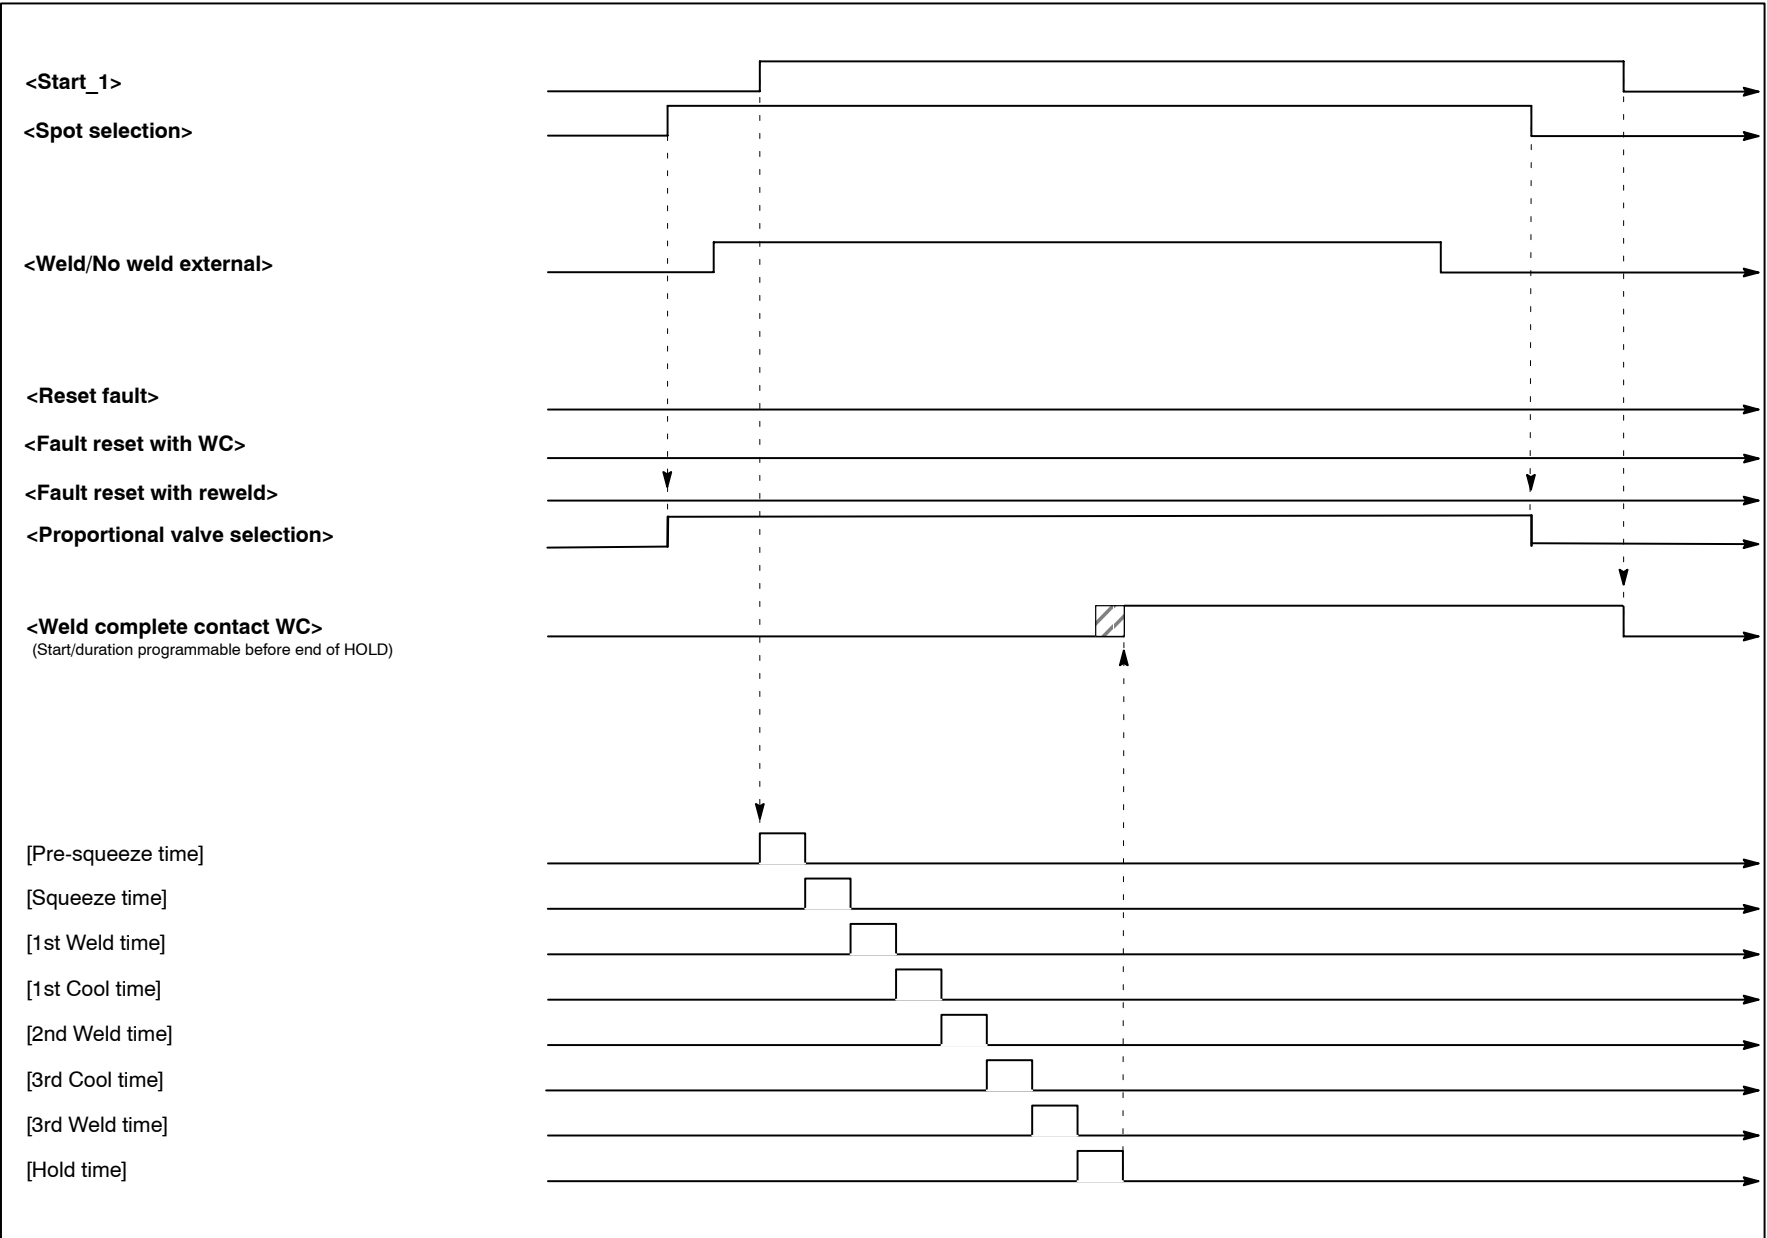 <Start_1>
<Spot selection>
<Weld/No weld external>
<Reset fault>
<Fault reset with WC>
<Fault reset with reweld>
<Proportional valve selection>
<Weld complete contact WC>
(Start/duration programmable before end of HOLD)
[Pre-squeeze time]
[Squeeze time]
[1st Weld time]
[1st Cool time]
[2nd Weld time]
[3rd Cool time]
[3rd Weld time]
[Hold time]